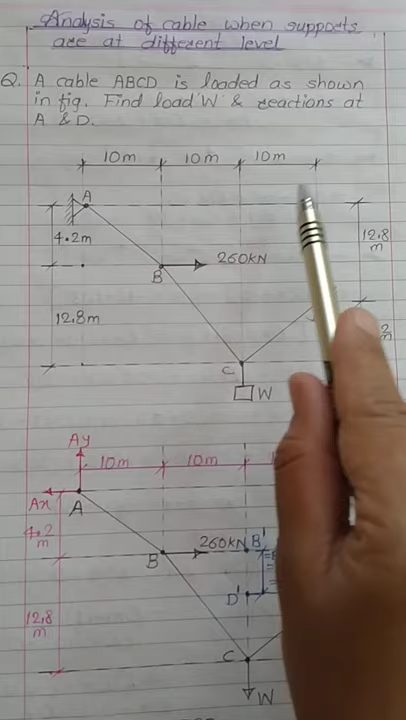 Analysis of cable when supports
are at different level
Q. A cable ABCD is loaded as shown
in fig. Find load 'W' & reactions at
A & D.
10m 10m 10m
A
4.2m
12.8
m
B
260KN
12.8m
C
W
m
Ay
10m 10m
Ax
A
4.2
m
B
260KN B'
D'
12.8
m
C
W